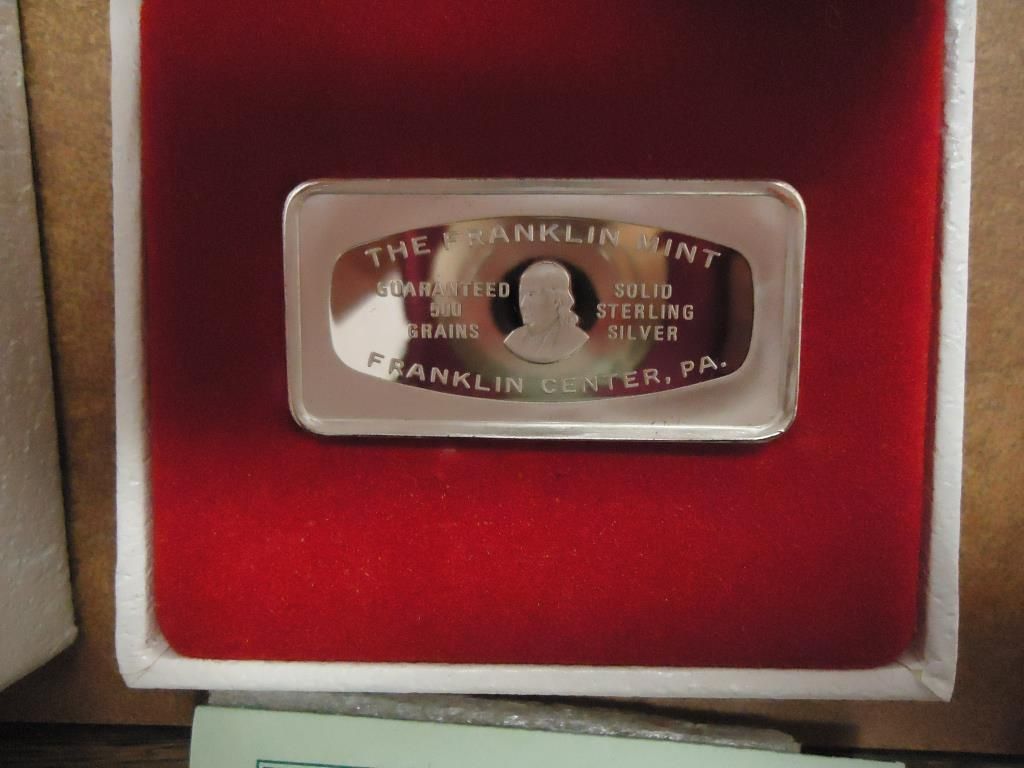 THE FRANKLIN MINT
GUARANTEED
500
GRAINS
SOLID
STERLING
SILVER
FRANKLIN CENTER, PA.